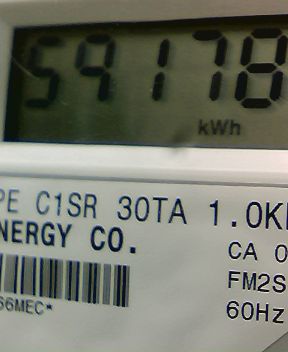 59178
kWh
PE C1SR 30TA 1.0K
NERGY CO.
CA 0
FM2S
66MEC*
60Hz